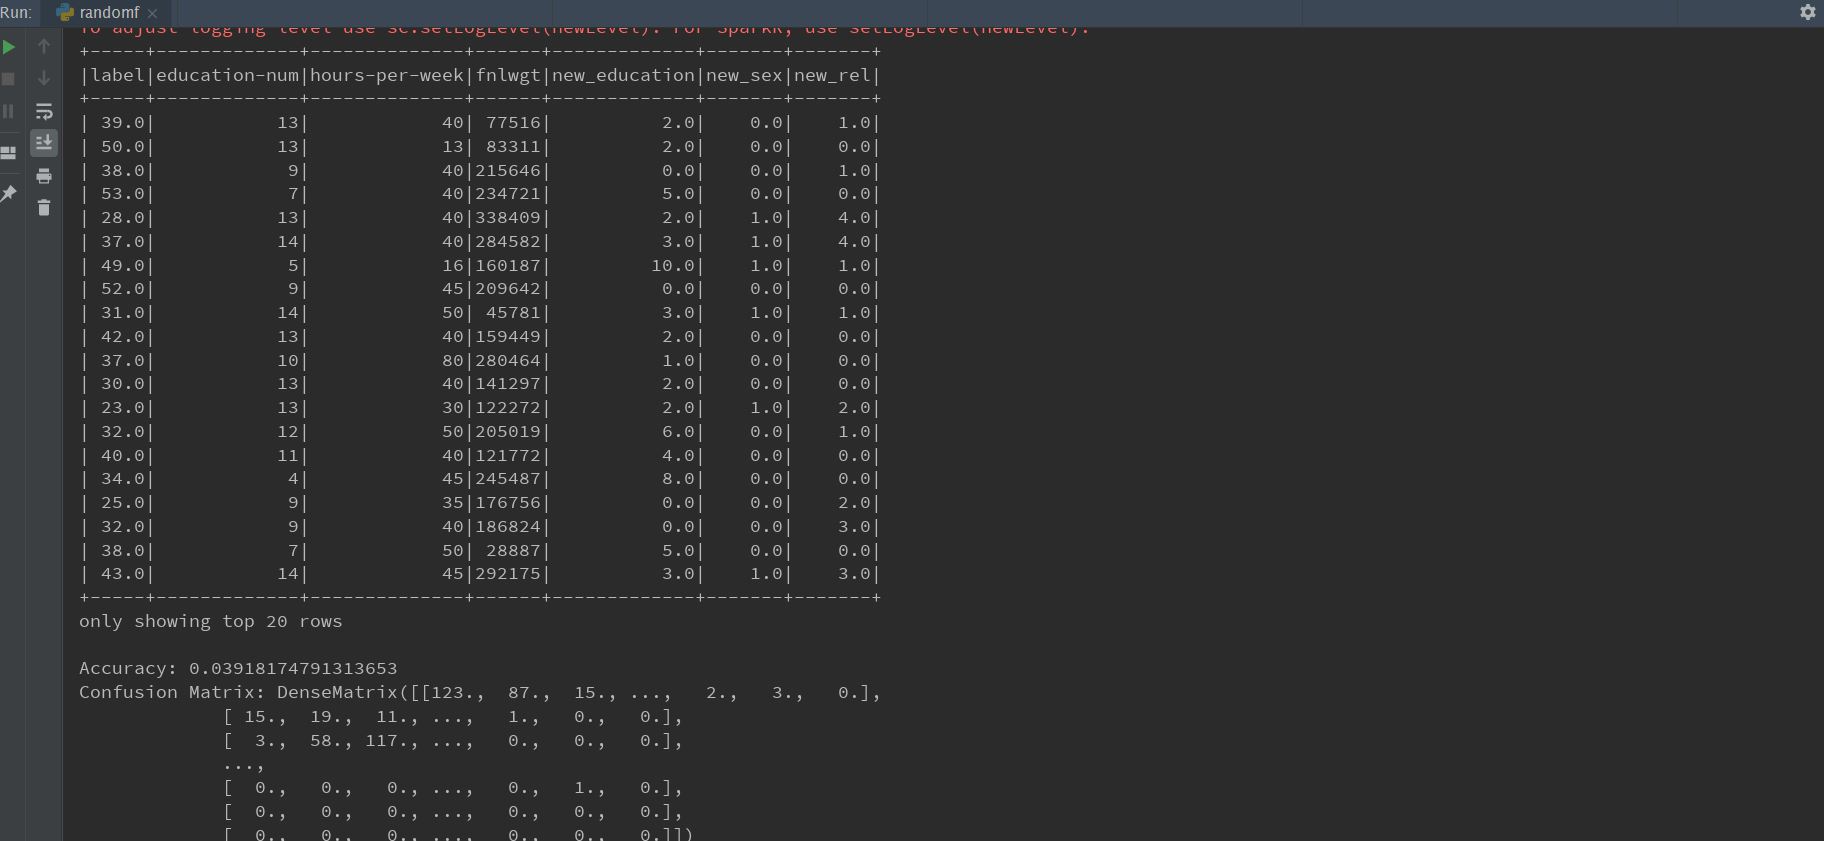 Run: randomf
To adjust logging level use sc.setLogLevel(newLevel). For SparkR, use setLogLevel(newLevel).
+-----+-------------+--------------+------+-------------+-------+-------+
|label|education-num|hours-per-week|fnlwgt|new_education|new_sex|new_rel|
+-----+-------------+--------------+------+-------------+-------+-------+
| 39.0|           13|            40| 77516|          2.0|    0.0|    1.0|
| 50.0|           13|            13| 83311|          2.0|    0.0|    0.0|
| 38.0|            9|            40|215646|          0.0|    0.0|    1.0|
| 53.0|            7|            40|234721|          5.0|    0.0|    0.0|
| 28.0|           13|            40|338409|          2.0|    1.0|    4.0|
| 37.0|           14|            40|284582|          3.0|    1.0|    4.0|
| 49.0|            5|            16|160187|         10.0|    1.0|    1.0|
| 52.0|            9|            45|209642|          0.0|    0.0|    0.0|
| 31.0|           14|            50| 45781|          3.0|    1.0|    1.0|
| 42.0|           13|            40|159449|          2.0|    0.0|    0.0|
| 37.0|           10|            80|280464|          1.0|    0.0|    0.0|
| 30.0|           13|            40|141297|          2.0|    0.0|    0.0|
| 23.0|           13|            30|122272|          2.0|    1.0|    2.0|
| 32.0|           12|            50|205019|          6.0|    0.0|    1.0|
| 40.0|           11|            40|121772|          4.0|    0.0|    0.0|
| 34.0|            4|            45|245487|          8.0|    0.0|    0.0|
| 25.0|            9|            35|176756|          0.0|    0.0|    2.0|
| 32.0|            9|            40|186824|          0.0|    0.0|    3.0|
| 38.0|            7|            50| 28887|          5.0|    0.0|    0.0|
| 43.0|           14|            45|292175|          3.0|    1.0|    3.0|
+-----+-------------+--------------+------+-------------+-------+-------+
only showing top 20 rows
Accuracy: 0.03918174791313653
Confusion Matrix: DenseMatrix([[123.,  87.,  15., ...,   2.,   3.,   0.],
             [ 15.,  19.,  11., ...,   1.,   0.,   0.],
             [  3.,  58., 117., ...,   0.,   0.,   0.],
             ...,
             [  0.,   0.,   0., ...,   0.,   1.,   0.],
             [  0.,   0.,   0., ...,   0.,   0.,   0.],
             [  0.,   0.,   0., ...,   0.,   0.,   0.]])